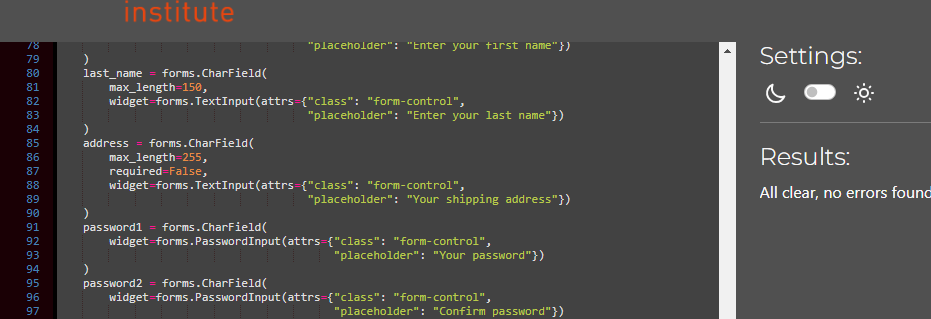 institute
78                                      "placeholder": "Enter your first name"})
79     )
80     last_name = forms.CharField(
81         max_length=150,
82         widget=forms.TextInput(attrs={"class": "form-control",
83                                       "placeholder": "Enter your last name"})
84     )
85     address = forms.CharField(
86         max_length=255,
87         required=False,
88         widget=forms.TextInput(attrs={"class": "form-control",
89                                       "placeholder": "Your shipping address"})
90     )
91     password1 = forms.CharField(
92         widget=forms.PasswordInput(attrs={"class": "form-control",
93                                           "placeholder": "Your password"})
94     )
95     password2 = forms.CharField(
96         widget=forms.PasswordInput(attrs={"class": "form-control",
97                                           "placeholder": "Confirm password"})
Settings:
Results:
All clear, no errors found